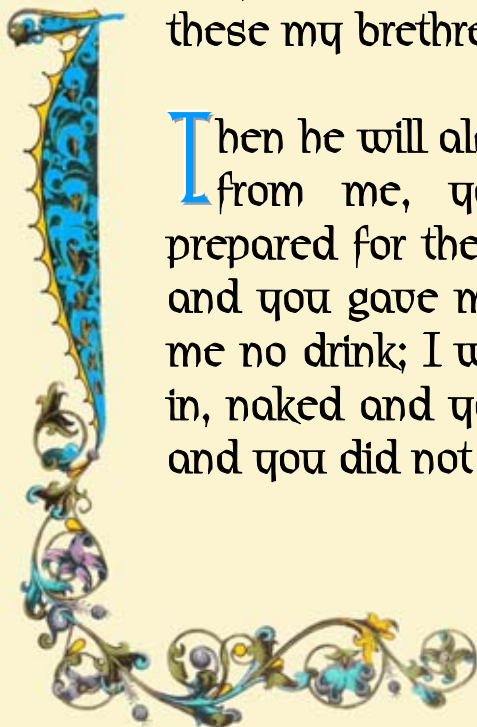 these my brethre
Then he will al
from me, yo
prepared for the
and you gave m
me no drink; I w
in, naked and yo
and you did not